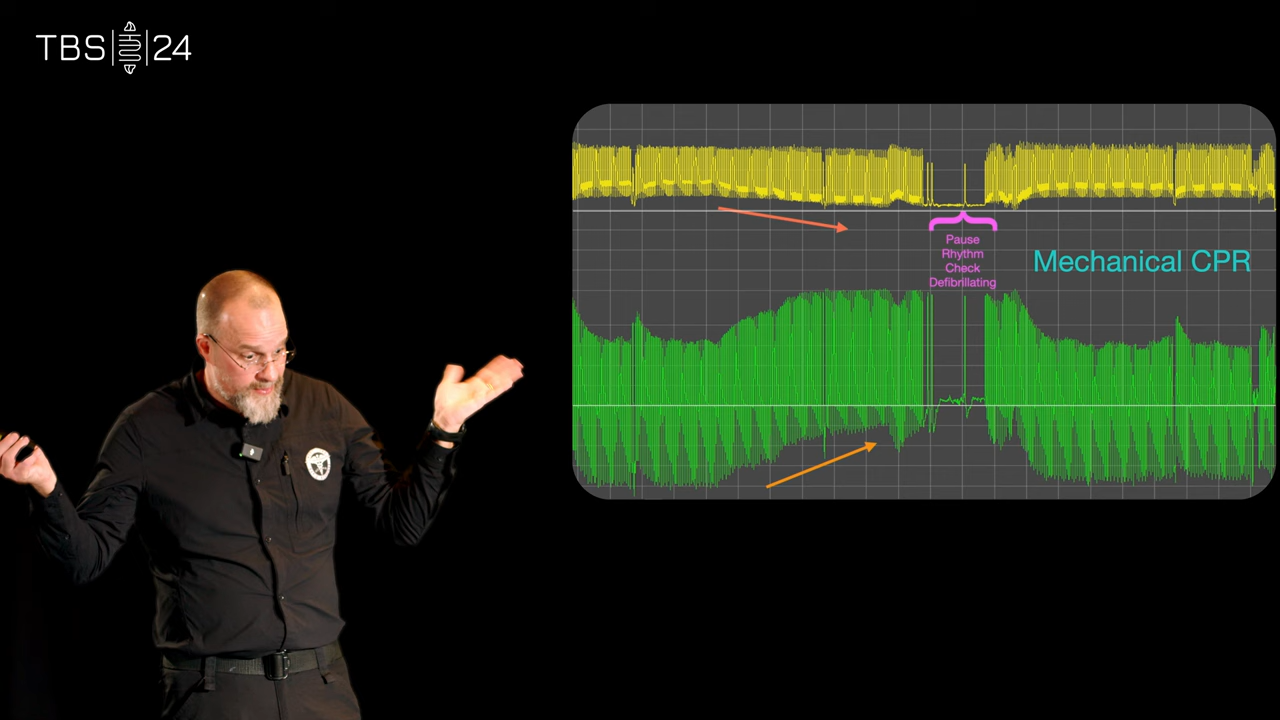 TBS 24
Pause
Rhythm
Check
Defibrillating
Mechanical CPR